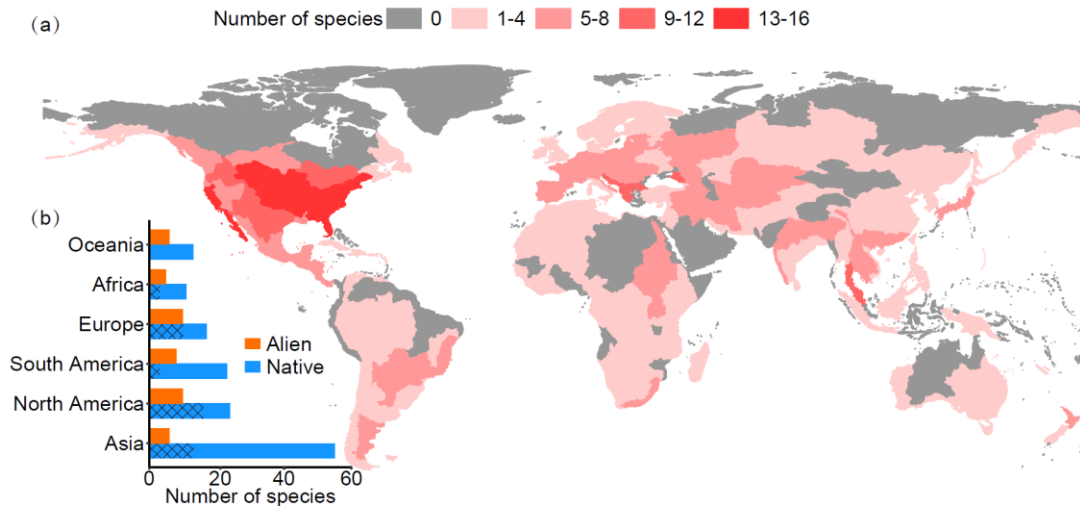 (a)
Number of species 0 1-4 5-8 9-12 13-16
(b)
Oceania
Africa
Europe
South America
North America
Asia
Alien
Native
0 20 40 60
Number of species